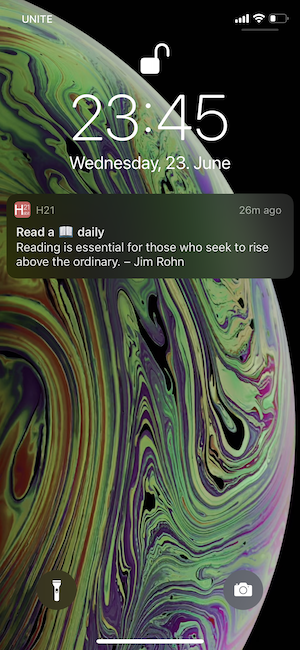 UNITE
23:45
Wednesday, 23. June
H21 26m ago
Read a 📖 daily
Reading is essential for those who seek to rise
above the ordinary. – Jim Rohn